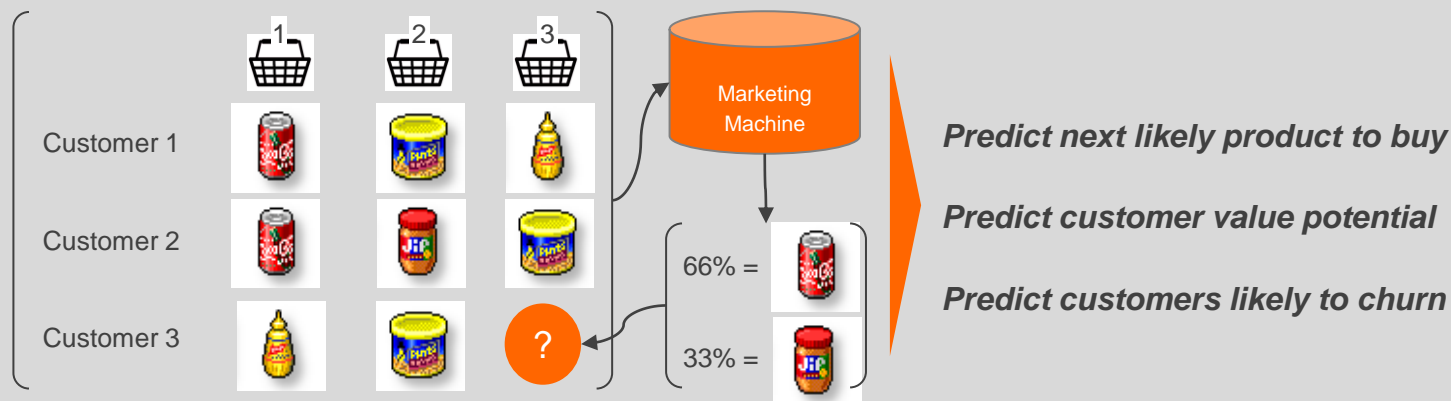 1
2
3
Customer 1
Customer 2
Customer 3
?
Marketing
Machine
66% =
33% =
Predict next likely product to buy
Predict customer value potential
Predict customers likely to churn